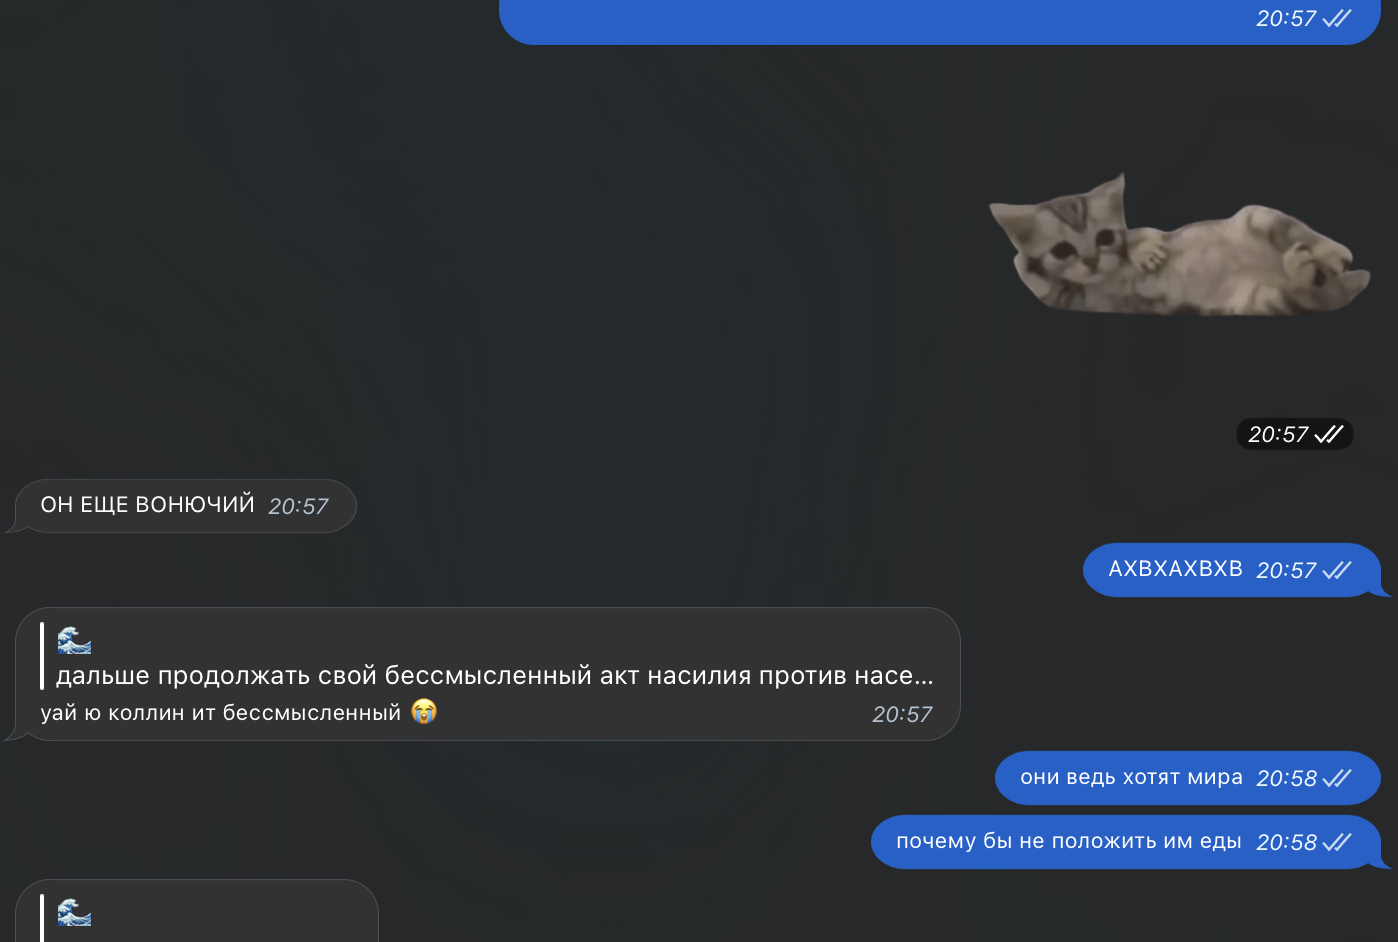 20:57
20:57
ОН ЕЩЕ ВОНЮЧИЙ 20:57
АХВХАХВХВ 20:57
🌊
дальше продолжать свой бессмысленный акт насилия против насе...
уай ю коллин ит бессмысленный 😭 20:57
они ведь хотят мира 20:58
почему бы не положить им еды 20:58
🌊